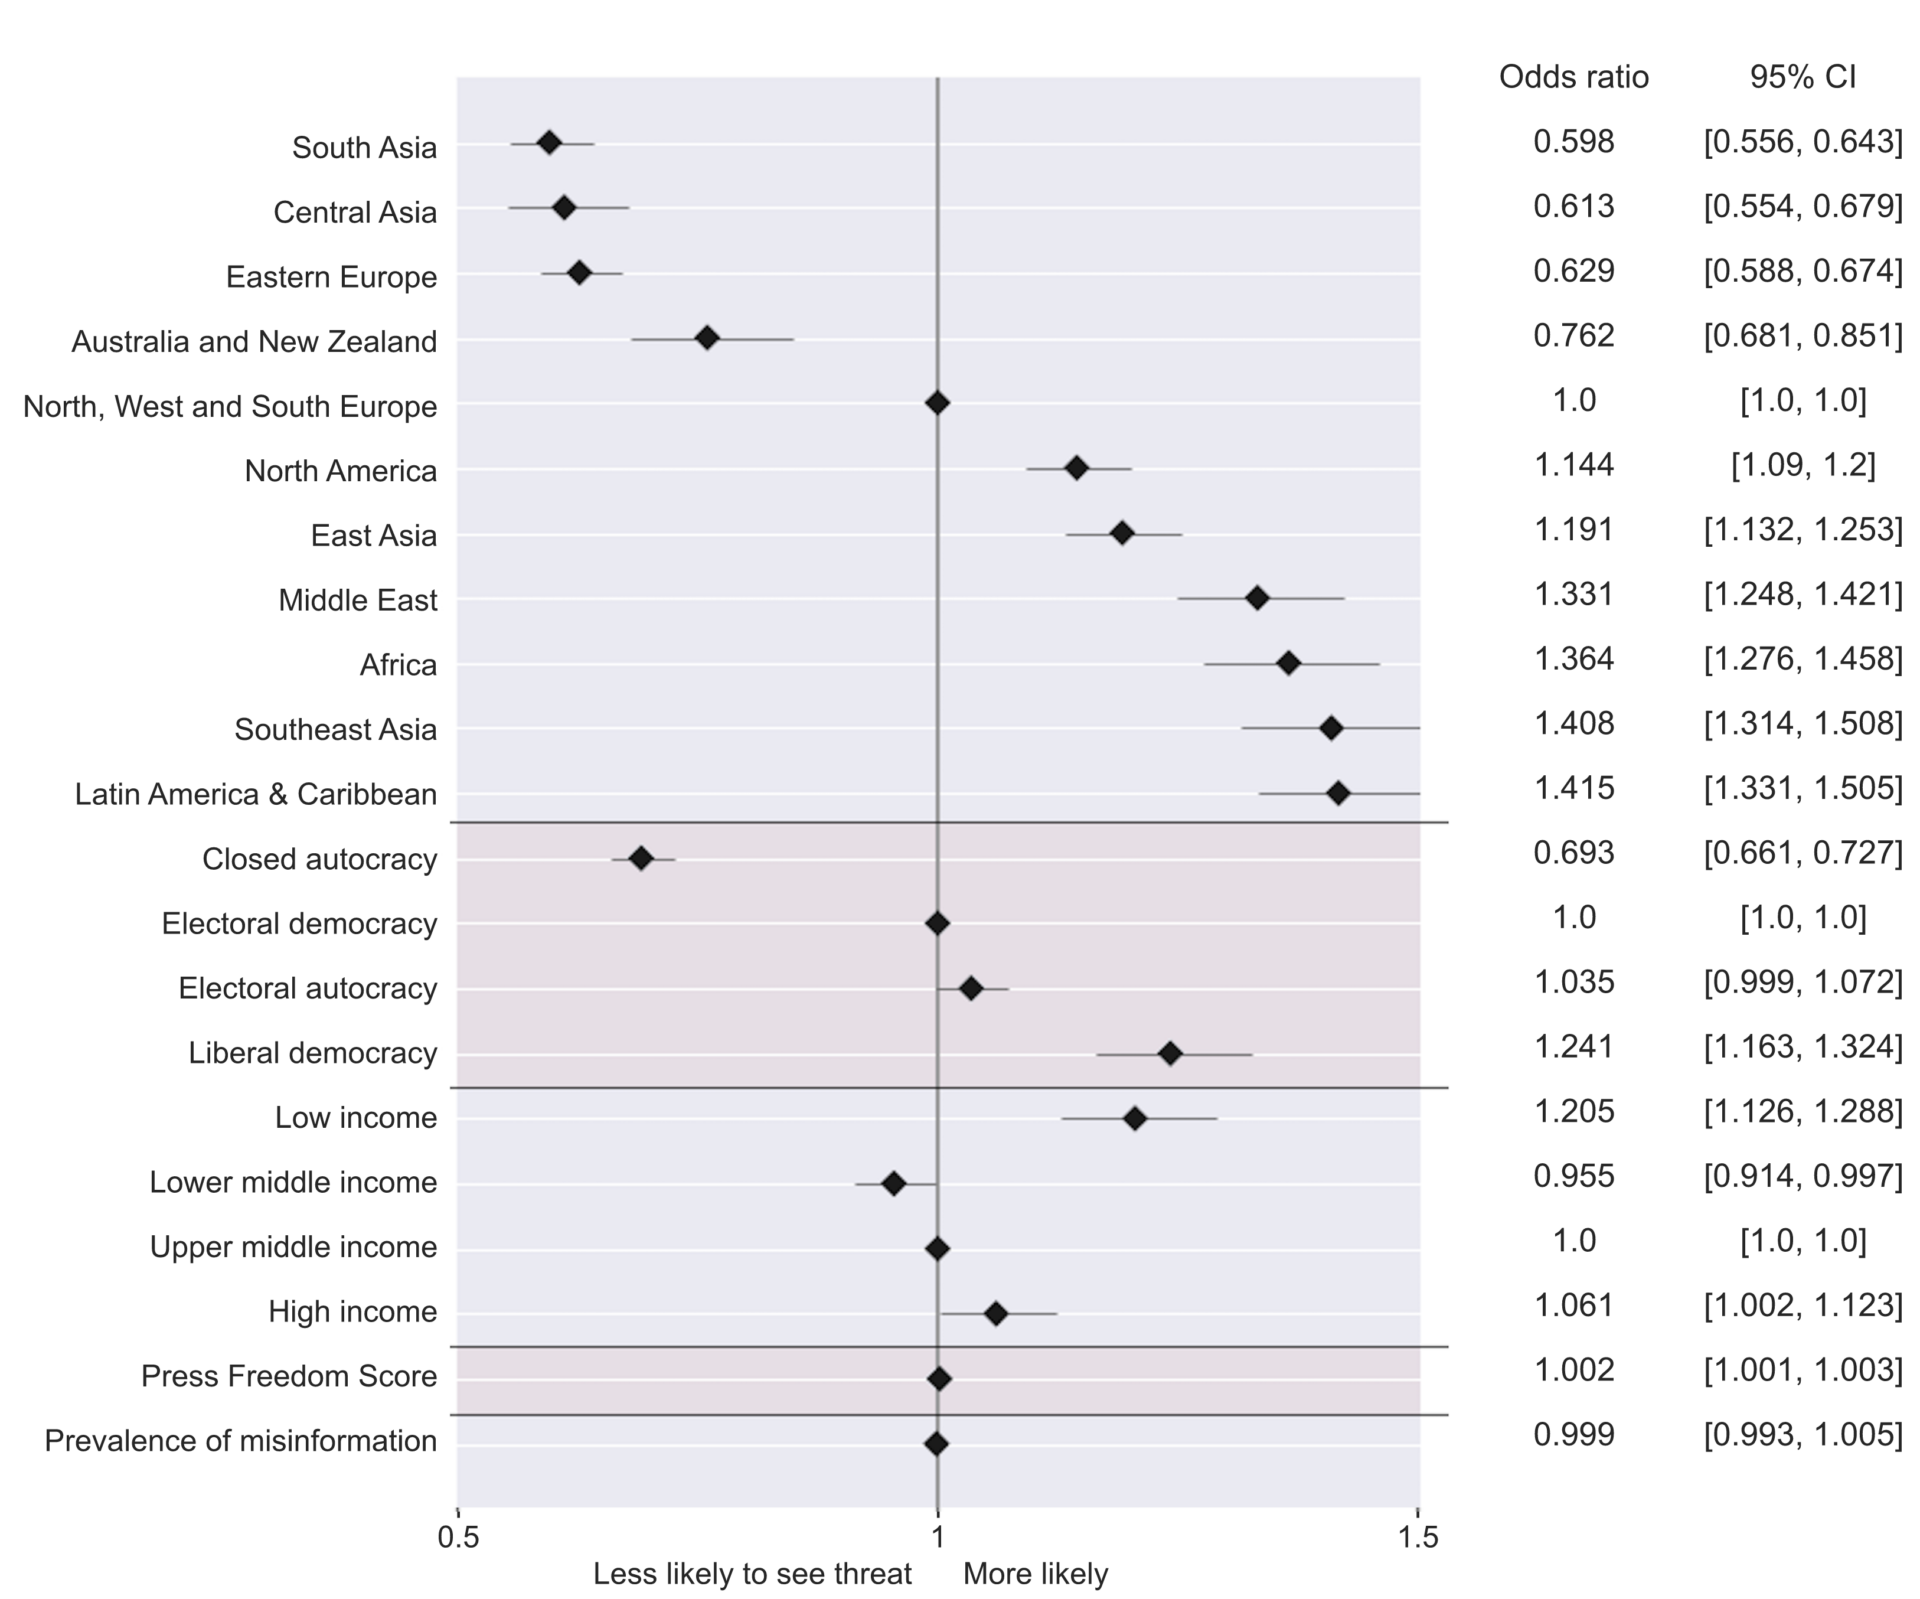 Odds ratio 95% CI
South Asia 0.598 [0.556, 0.643]
Central Asia 0.613 [0.554, 0.679]
Eastern Europe 0.629 [0.588, 0.674]
Australia and New Zealand 0.762 [0.681, 0.851]
North, West and South Europe 1.0 [1.0, 1.0]
North America 1.144 [1.09, 1.2]
East Asia 1.191 [1.132, 1.253]
Middle East 1.331 [1.248, 1.421]
Africa 1.364 [1.276, 1.458]
Southeast Asia 1.408 [1.314, 1.508]
Latin America & Caribbean 1.415 [1.331, 1.505]
Closed autocracy 0.693 [0.661, 0.727]
Electoral democracy 1.0 [1.0, 1.0]
Electoral autocracy 1.035 [0.999, 1.072]
Liberal democracy 1.241 [1.163, 1.324]
Low income 1.205 [1.126, 1.288]
Lower middle income 0.955 [0.914, 0.997]
Upper middle income 1.0 [1.0, 1.0]
High income 1.061 [1.002, 1.123]
Press Freedom Score 1.002 [1.001, 1.003]
Prevalence of misinformation 0.999 [0.993, 1.005]
0.5 1 1.5
Less likely to see threat More likely